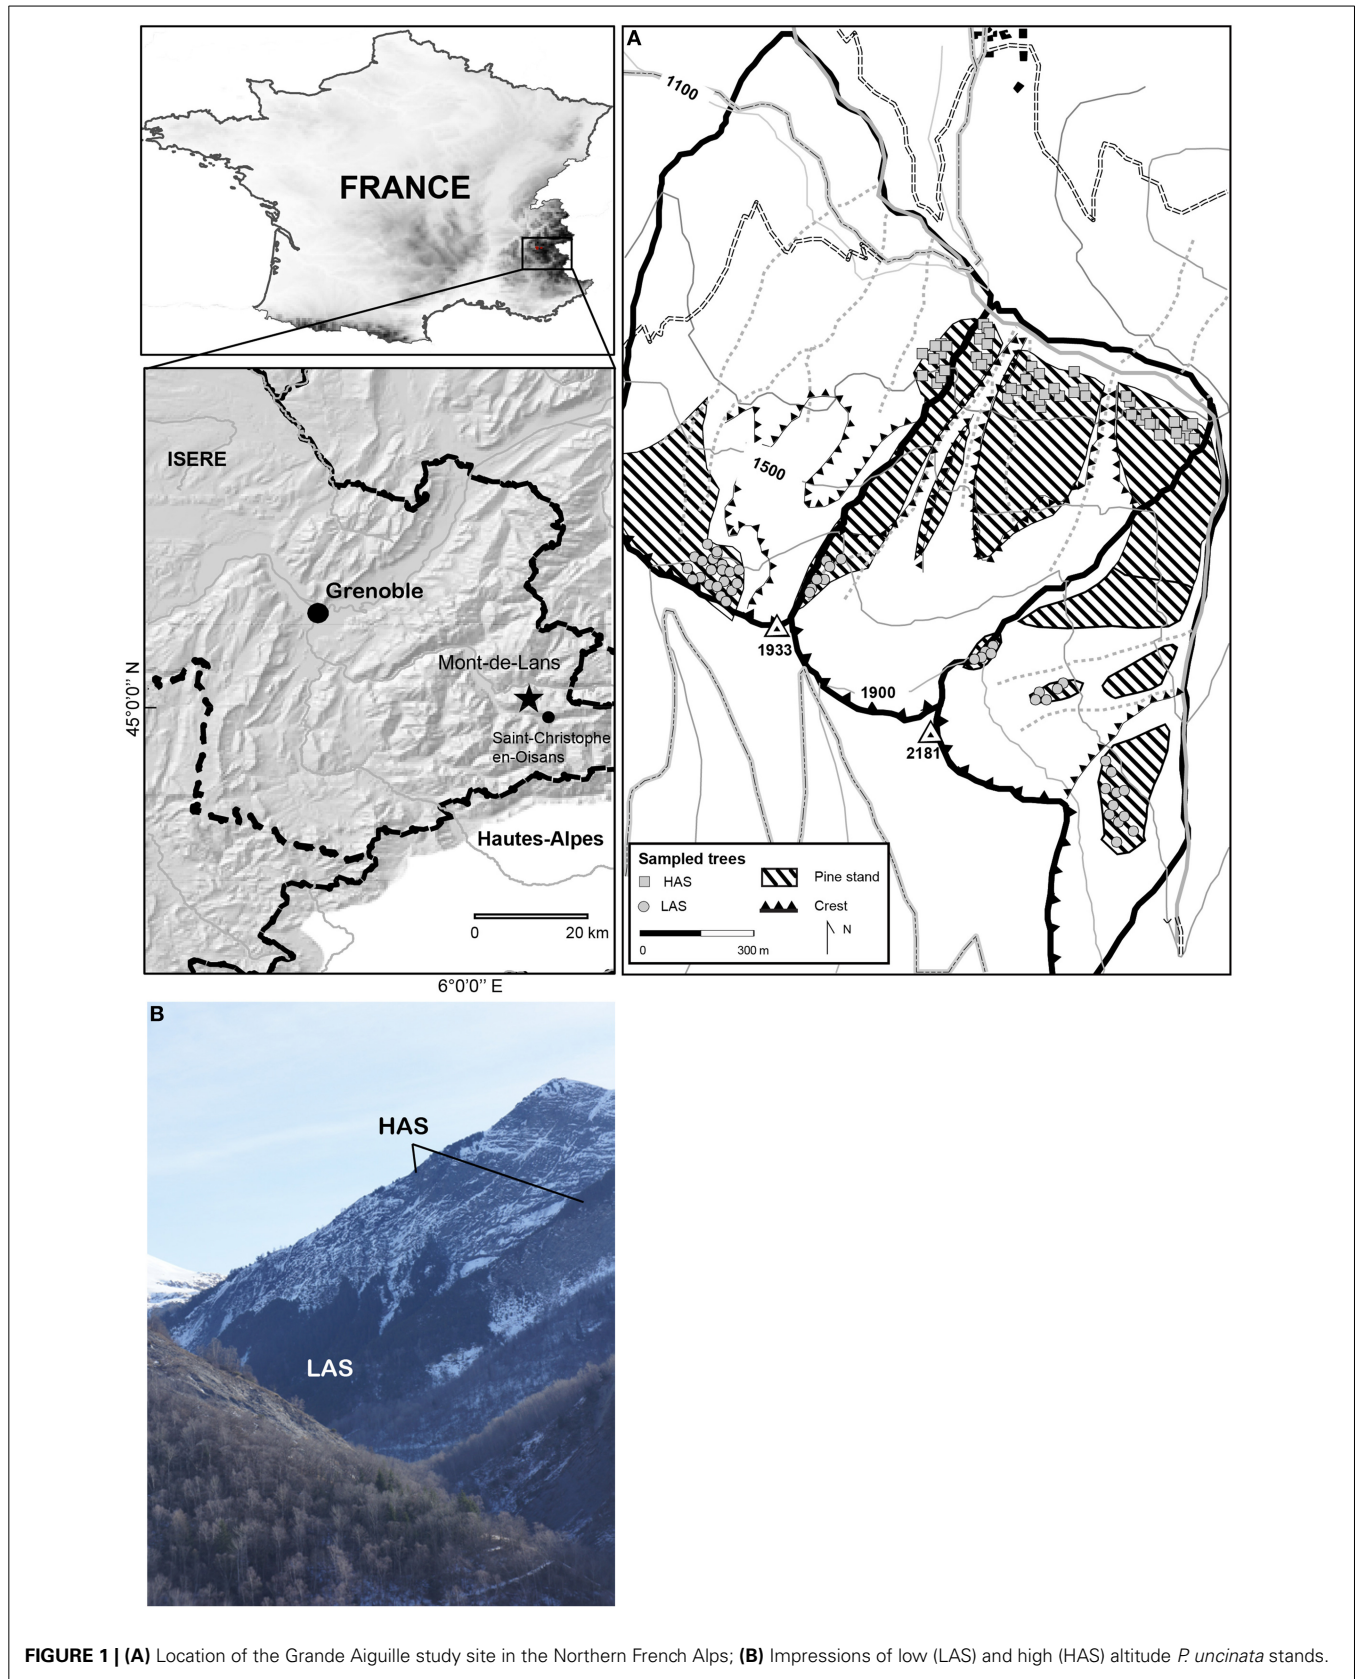 FRANCE
ISERE
Grenoble
Mont-de-Lans
Saint-Christophe
en-Oisans
Hautes-Alpes
0 20 km
45°0’0’’ N
6°0’0’’ E
A
1100
1500
1933
1900
2181
Sampled trees
HAS
LAS
Pine stand
Crest
0 300 m
N
B
HAS
LAS
FIGURE 1 | (A) Location of the Grande Aiguille study site in the Northern French Alps; (B) Impressions of low (LAS) and high (HAS) altitude P. uncinata stands.